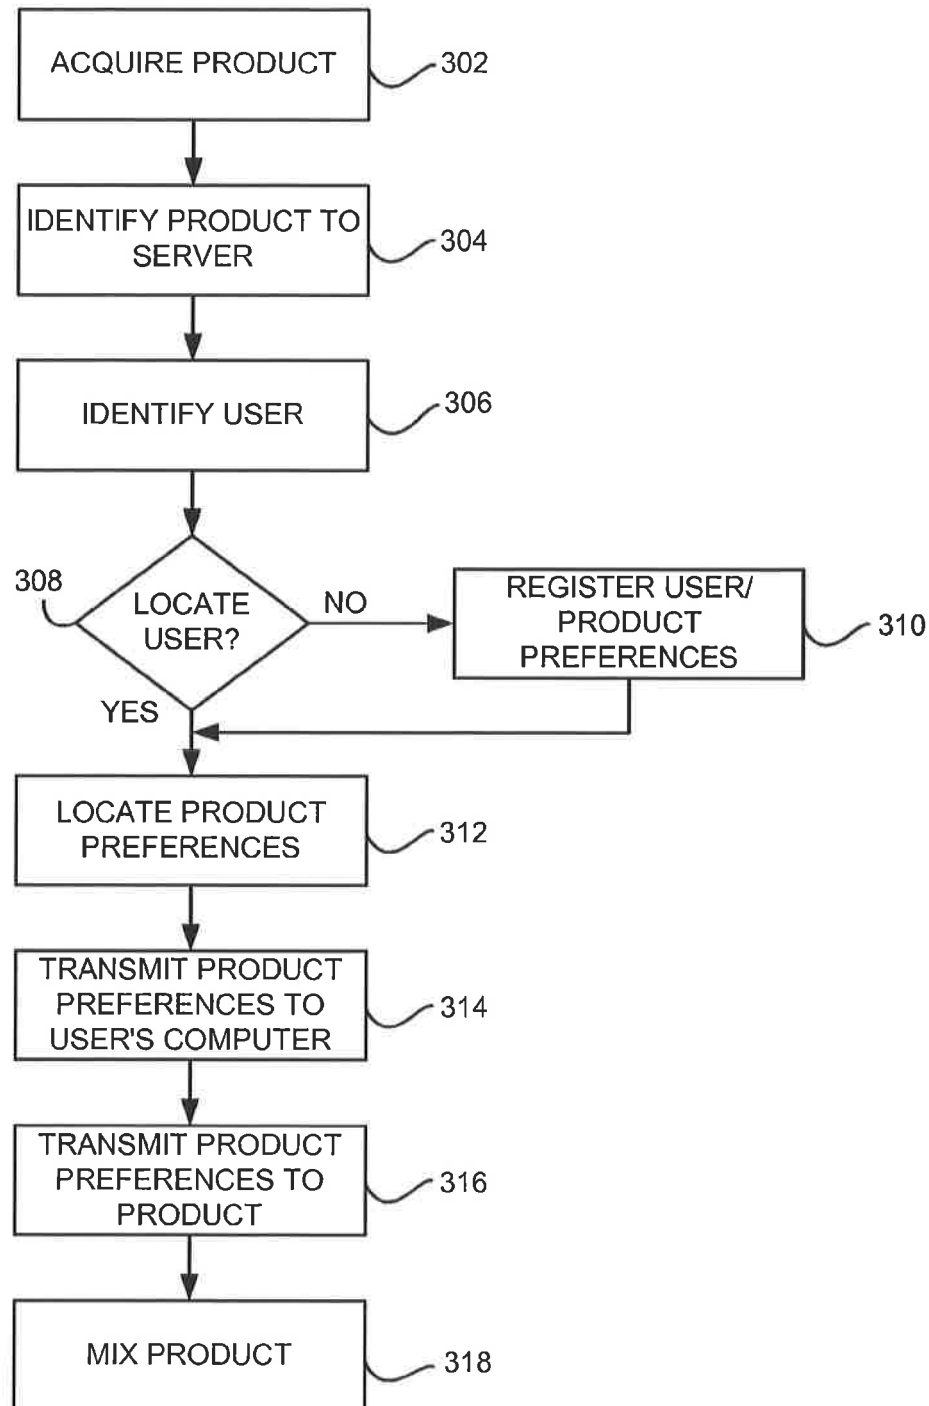 ACQUIRE PRODUCT
302
IDENTIFY PRODUCT TO
SERVER
304
IDENTIFY USER
306
308
LOCATE
USER?
NO
REGISTER USER/
PRODUCT
PREFERENCES
310
YES
LOCATE PRODUCT
PREFERENCES
312
TRANSMIT PRODUCT
PREFERENCES TO
USER'S COMPUTER
314
TRANSMIT PRODUCT
PREFERENCES TO
PRODUCT
316
MIX PRODUCT
318